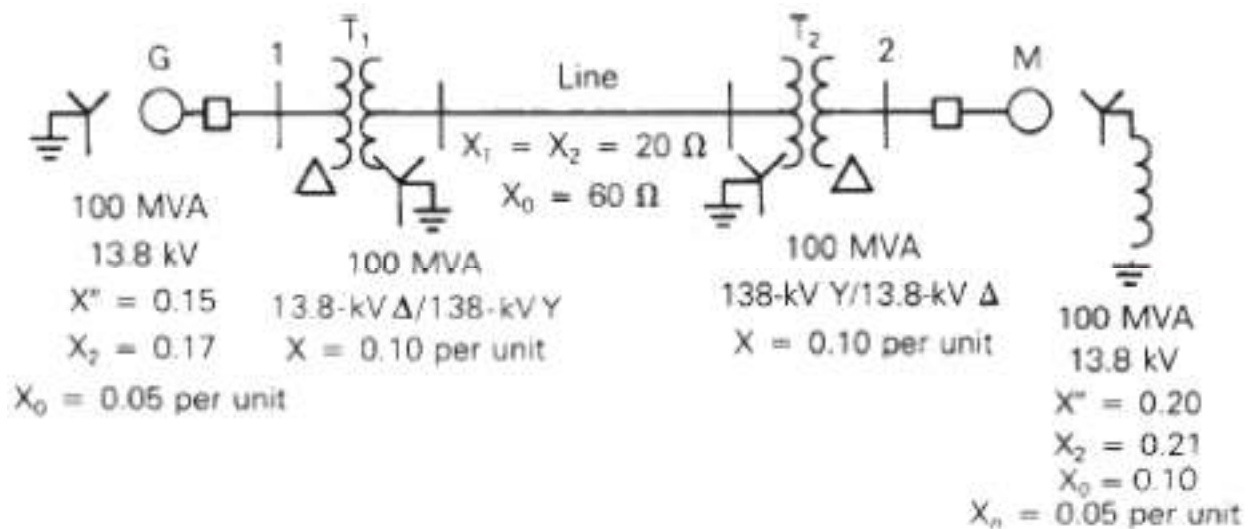 G
1
T₁
Line
T₂
2
M
X₁ = X₂ = 20 Ω
X₀ = 60 Ω
100 MVA
13.8 kV
X" = 0.15
X₂ = 0.17
X₀ = 0.05 per unit
100 MVA
13.8-kV Δ/138-kV Y
X = 0.10 per unit
100 MVA
138-kV Y/13.8-kV Δ
X = 0.10 per unit
100 MVA
13.8 kV
X" = 0.20
X₂ = 0.21
X₀ = 0.10
Xₙ = 0.05 per unit